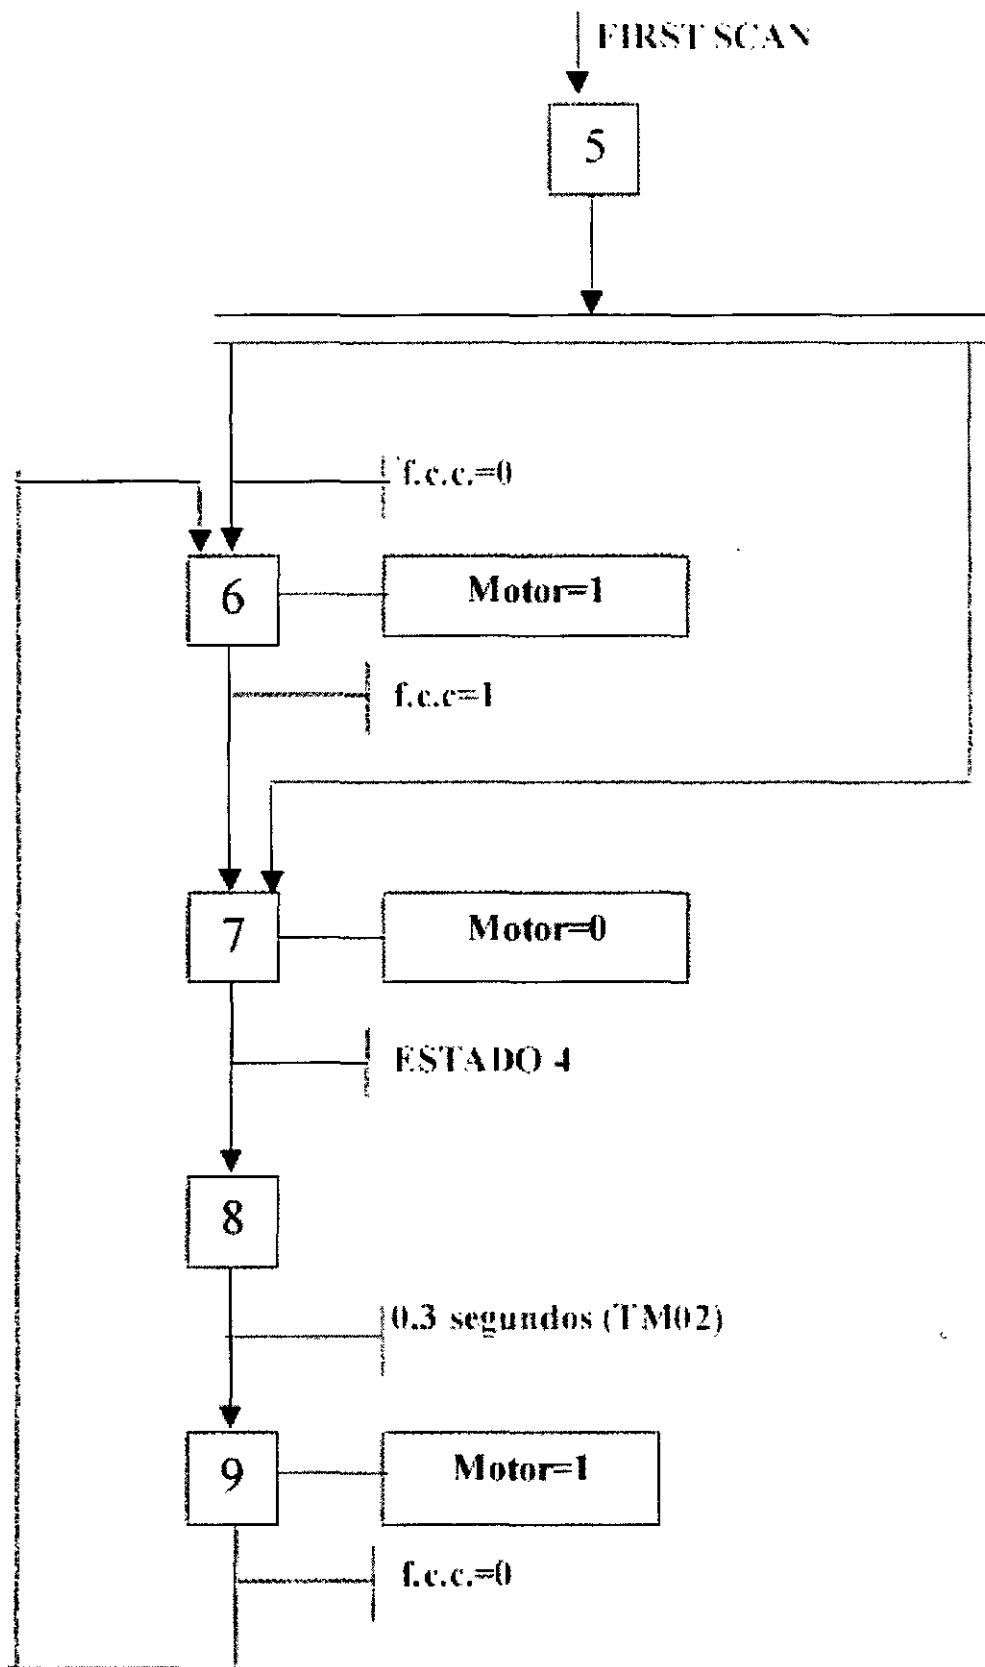 FIRST SCAN
5
f.c.c.=0
6
Motor=1
f.c.c=1
7
Motor=0
ESTADO 4
8
0.3 segundos (TM02)
9
Motor=1
f.c.c.=0